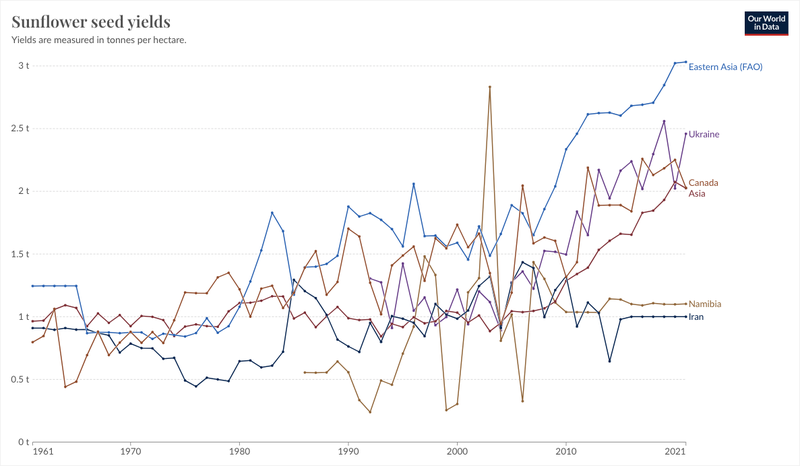 Sunflower seed yields
Yields are measured in tonnes per hectare.
Our World
in Data
3 t
2.5 t
2 t
1.5 t
1 t
0.5 t
0 t
Eastern Asia (FAO)
Ukraine
Canada
Asia
Namibia
Iran
1961
1970
1980
1990
2000
2010
2021